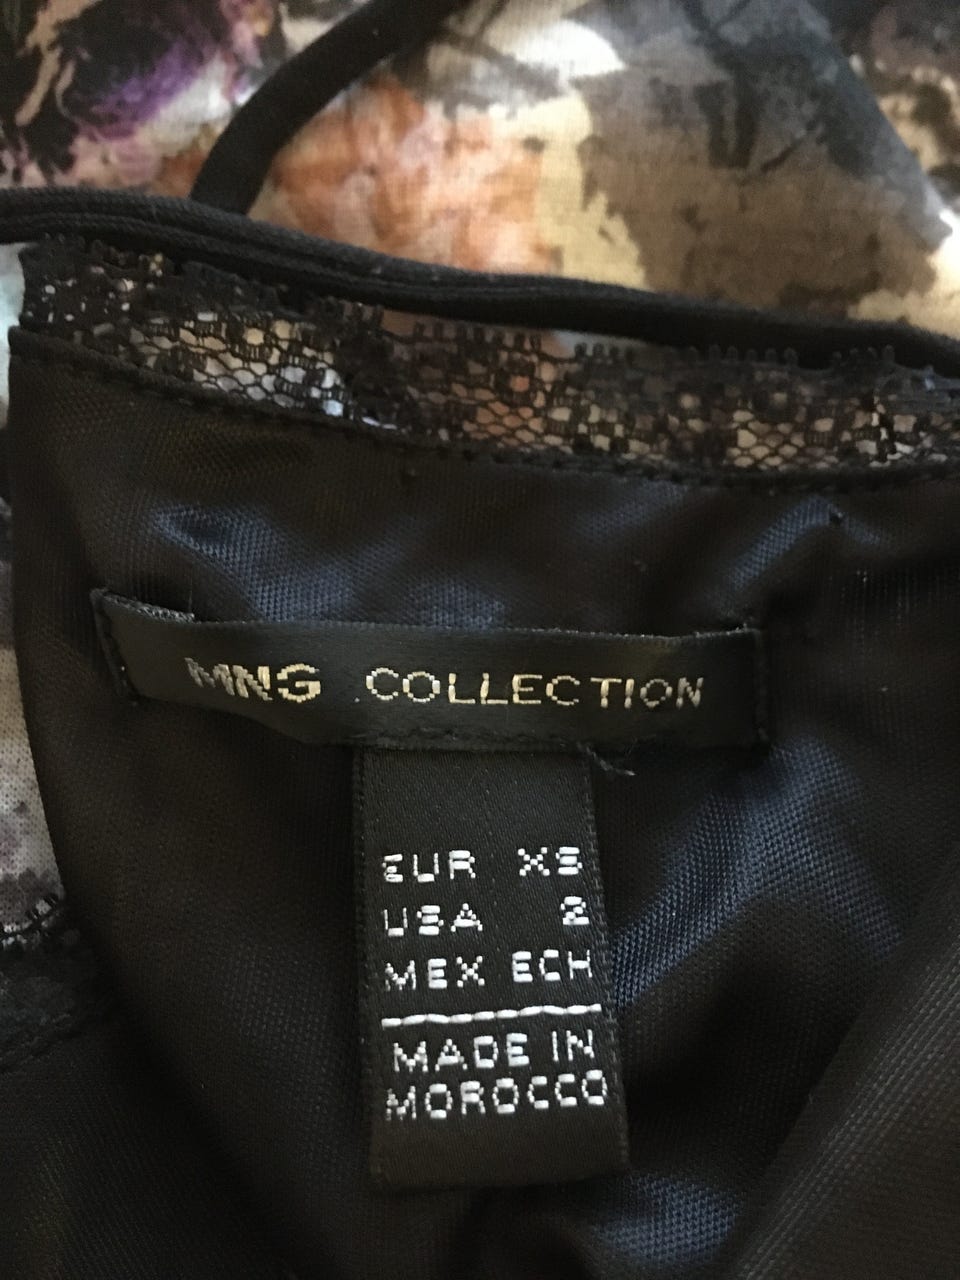 MNG COLLECTION
EUR XS
USA 2
MEX ECH
MADE IN
MOROCCO